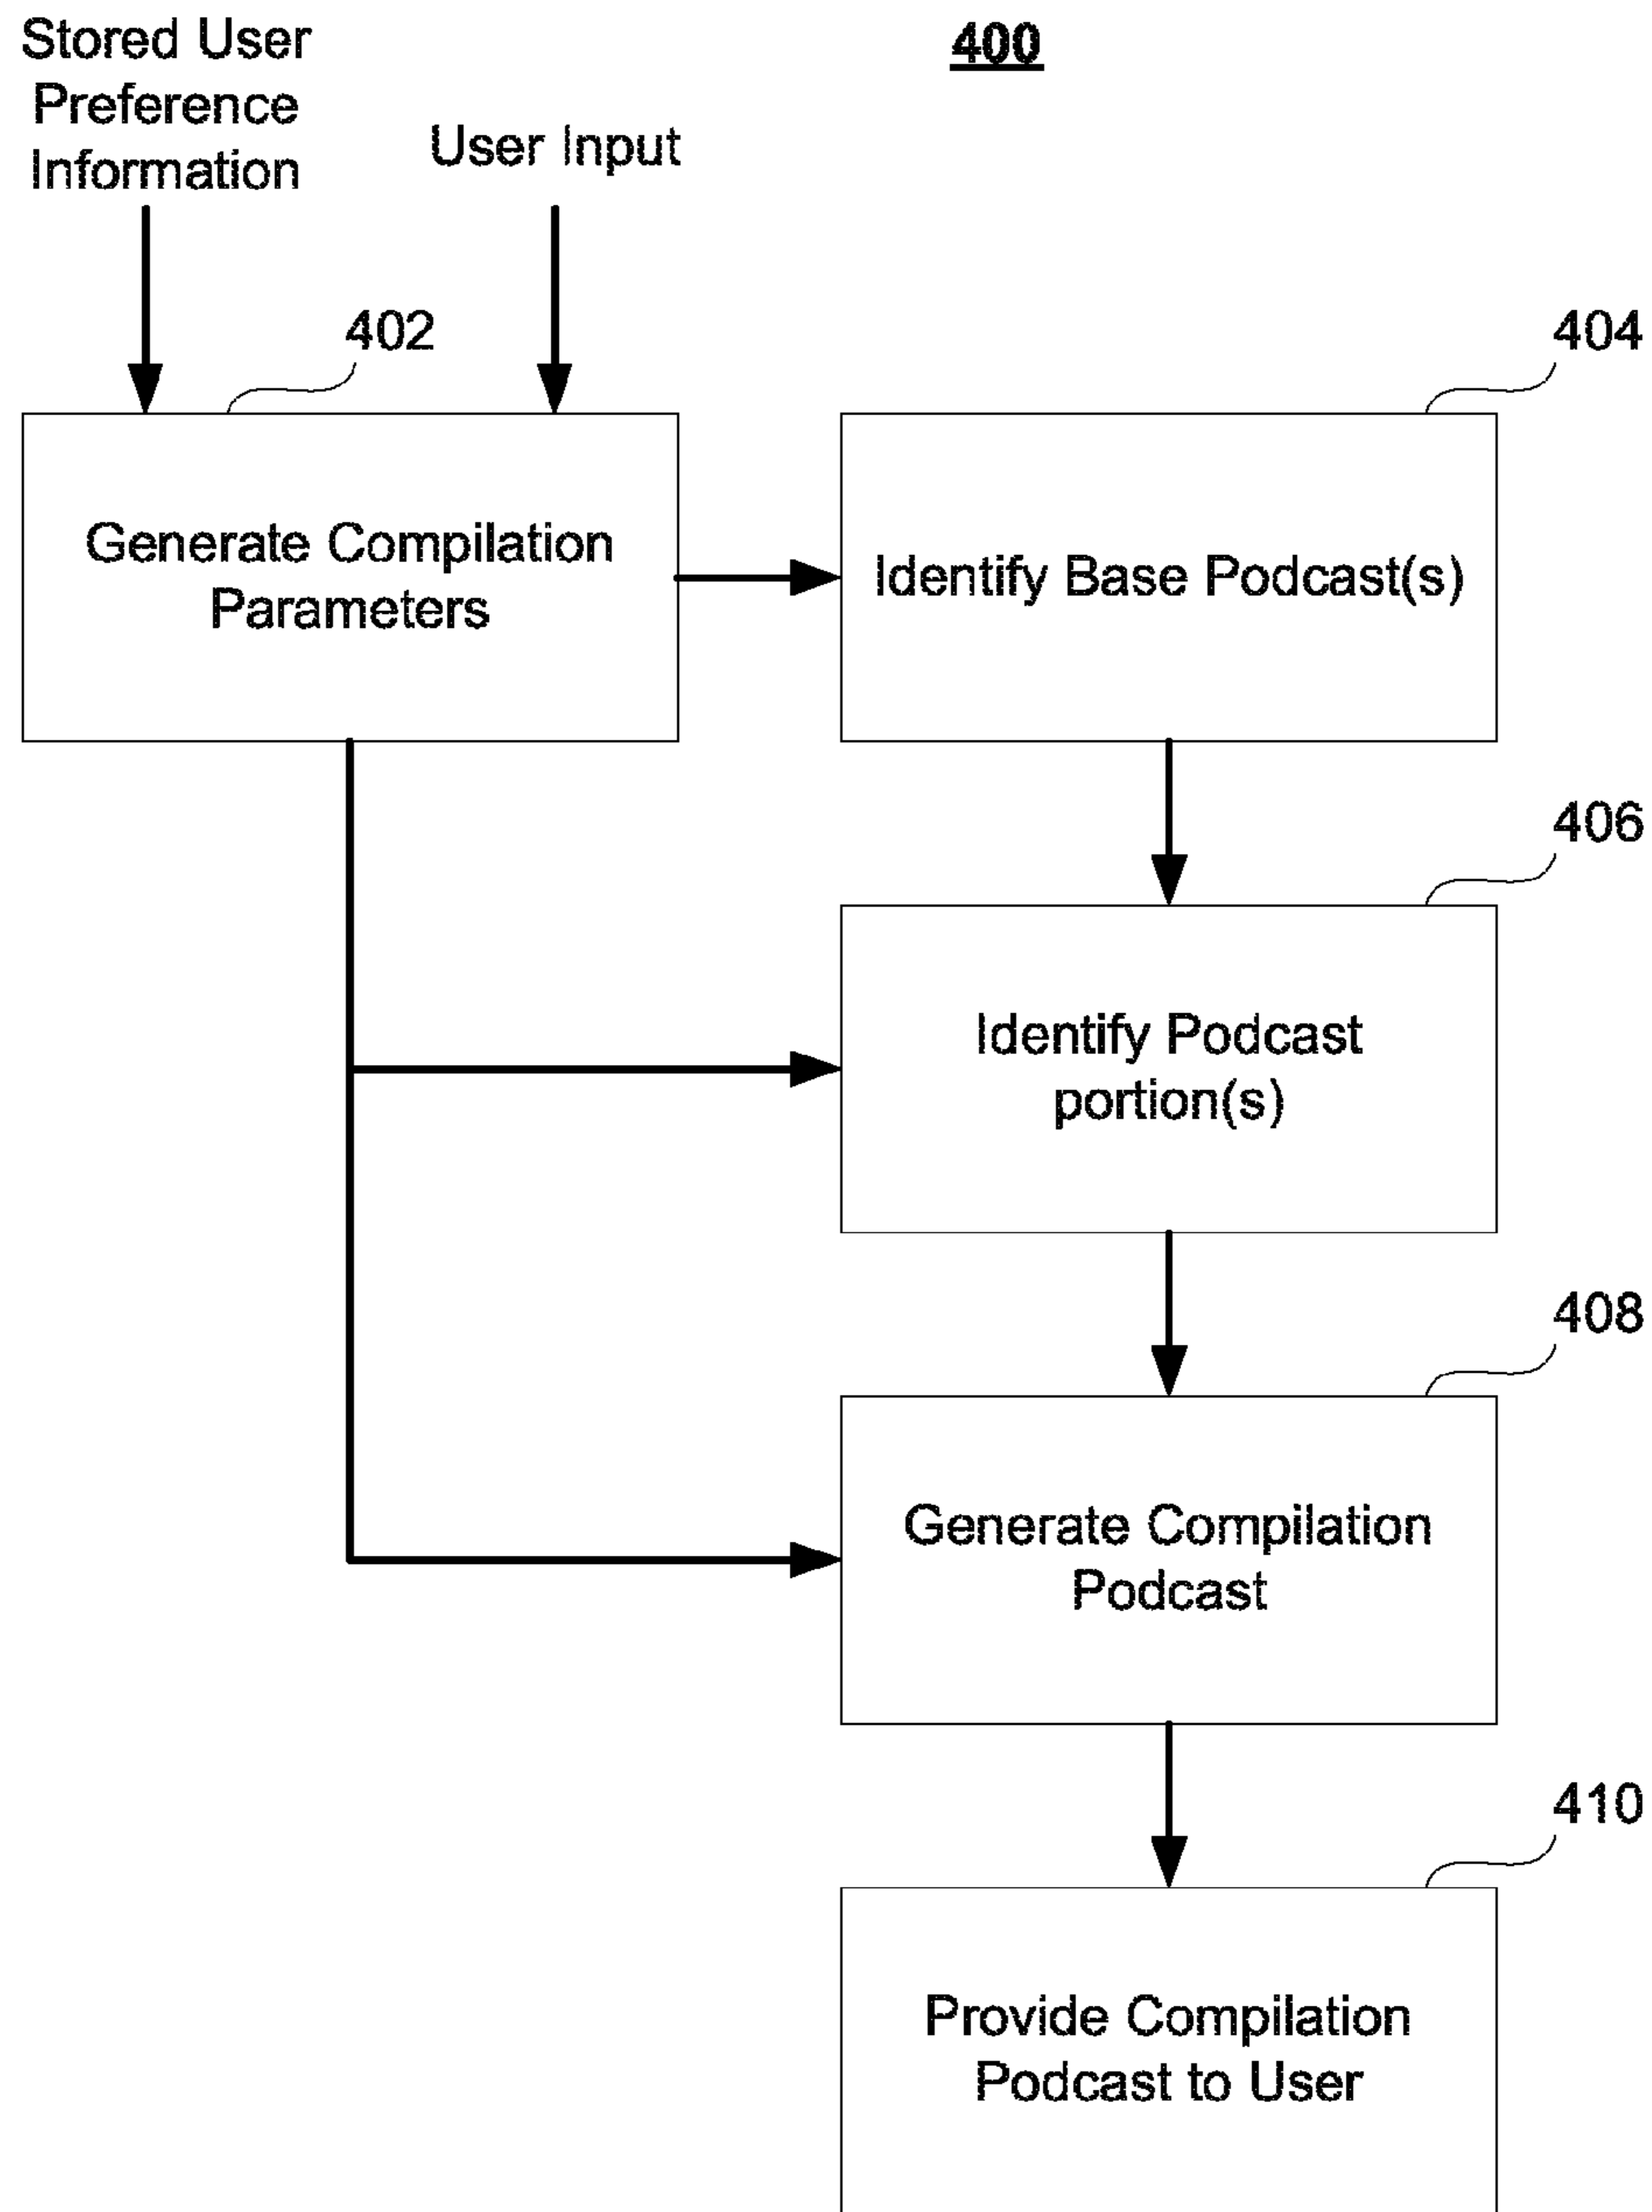 Stored User
Preference
Information
400
User Input
402
404
Generate Compilation
Parameters
Identify Base Podcast(s)
406
Identify Podcast
portion(s)
408
Generate Compilation
Podcast
410
Provide Compilation
Podcast to User